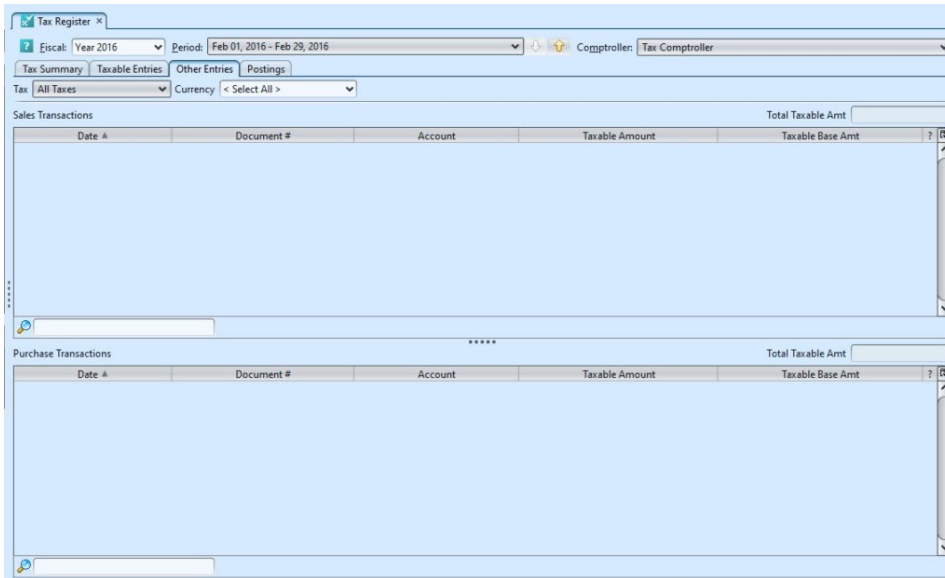 Tax Register ×
? Fiscal: Year 2016 Period: Feb 01, 2016 - Feb 29, 2016 Comptroller: Tax Comptroller
Tax Summary Taxable Entries Other Entries Postings
Tax All Taxes Currency < Select All >
Sales Transactions Total Taxable Amt
Date Document # Account Taxable Amount Taxable Base Amt ?
Purchase Transactions Total Taxable Amt
Date Document # Account Taxable Amount Taxable Base Amt ?